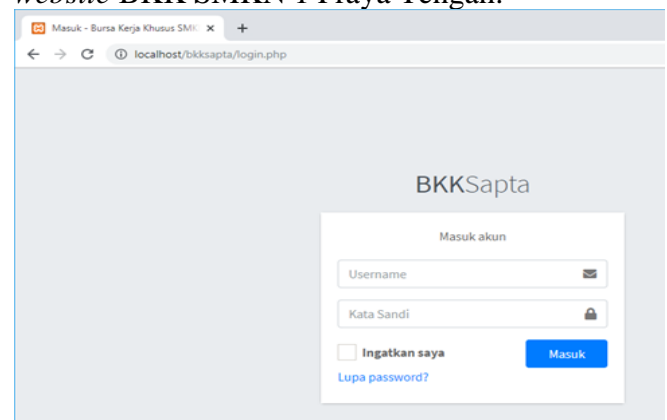 website BKK SMKN 1 Praya Tengah.
Masuk - Bursa Kerja Khusus SMK
localhost/bkksapta/login.php
BKKSapta
Masuk akun
Username
Kata Sandi
Ingatkan saya
Masuk
Lupa password?